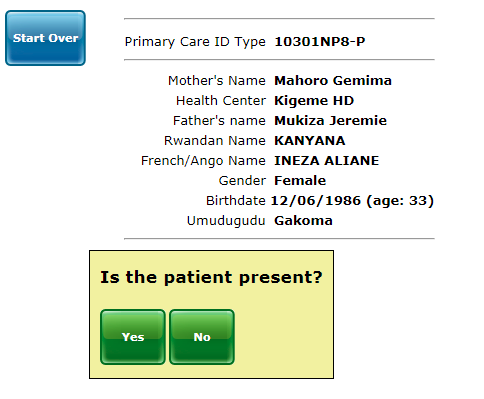 Start Over
Primary Care ID Type 10301NP8-P
Mother's Name Mahoro Gemima
Health Center Kigeme HD
Father's name Mukiza Jeremie
Rwandan Name KANYANA
French/Ango Name INEZA ALIANE
Gender Female
Birthdate 12/06/1986 (age: 33)
Umudugudu Gakoma
Is the patient present?
Yes No